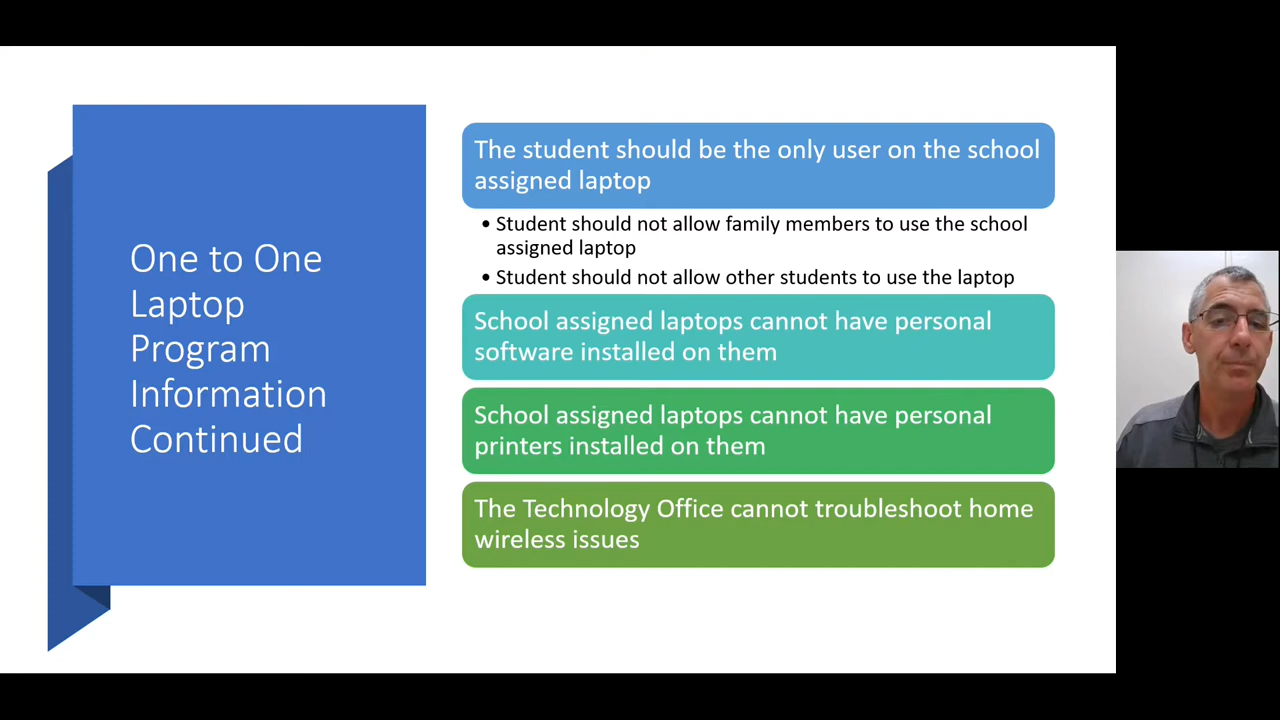 One to One
Laptop
Program
Information
Continued
The student should be the only user on the school
assigned laptop
• Student should not allow family members to use the school
assigned laptop
• Student should not allow other students to use the laptop
School assigned laptops cannot have personal
software installed on them
School assigned laptops cannot have personal
printers installed on them
The Technology Office cannot troubleshoot home
wireless issues